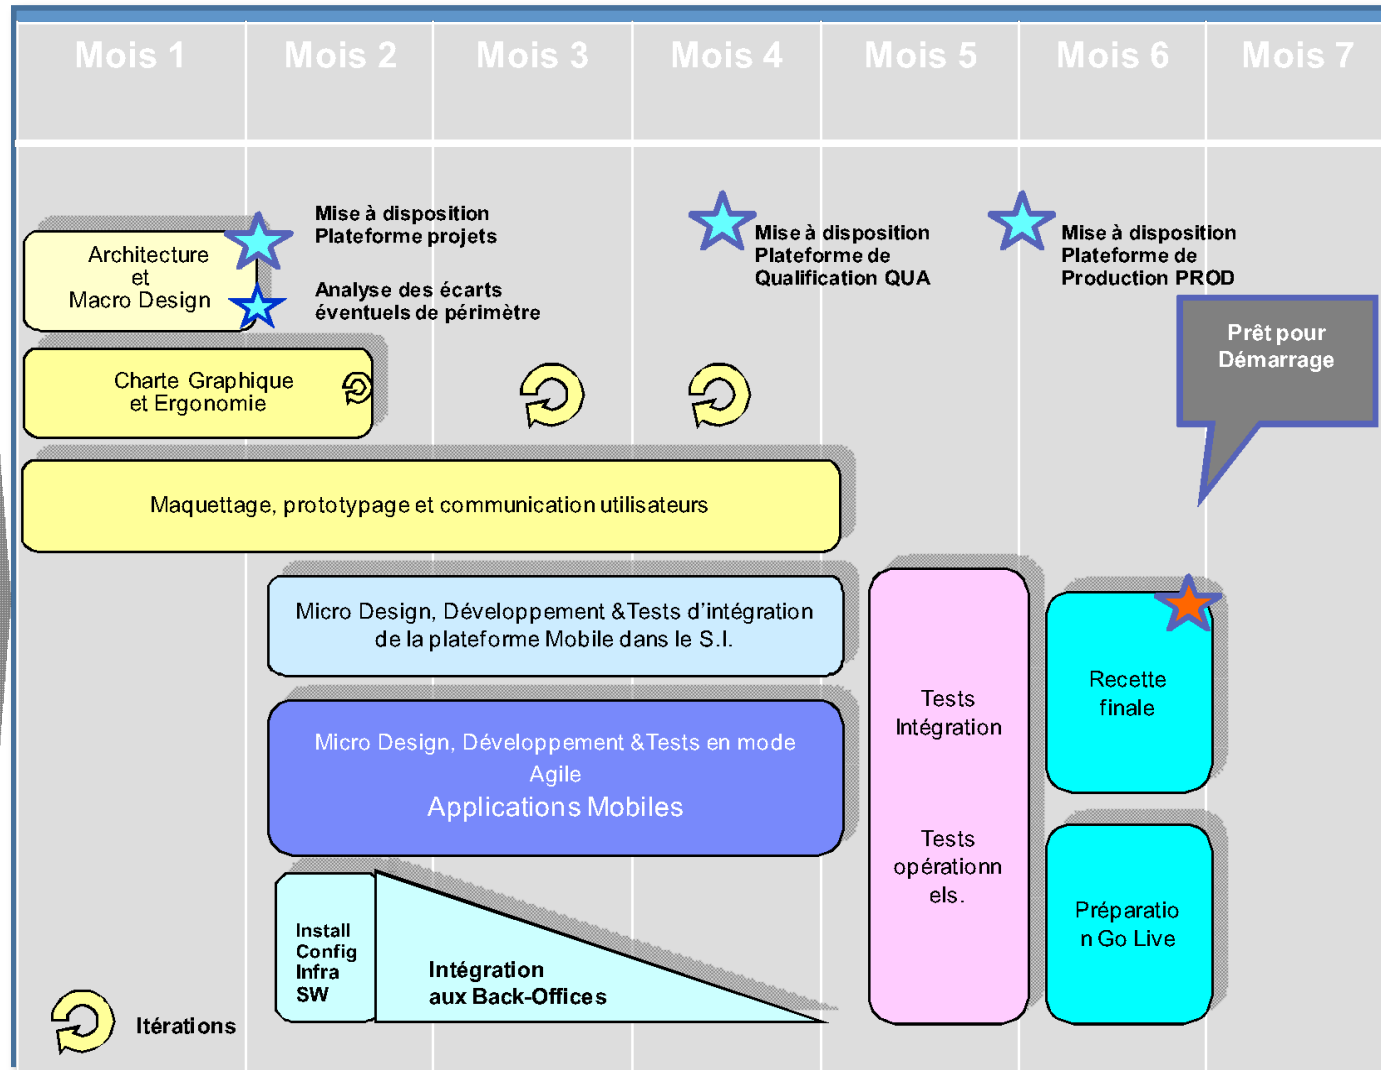 Mois 1
Mois 2
Mois 3
Mois 4
Mois 5
Mois 6
Mois 7
Mise à disposition
Plateforme projets
Analyse des écarts
éventuels de périmètre
Mise à disposition
Plateforme de
Qualification QUA
Mise à disposition
Plateforme de
Production PROD
Architecture
et
Macro Design
Prêt pour
Démarrage
Charte Graphique
et Ergonomie
Maquettage, prototypage et communication utilisateurs
Micro Design, Développement &Tests d'intégration
de la plateforme Mobile dans le S.I.
Micro Design, Développement &Tests en mode
Agile
Applications Mobiles
Tests
Intégration
Tests
opérationn
els.
Recette
finale
Préparatio
n Go Live
Install
Config
Infra
SW
Intégration
aux Back-Offices
Itérations